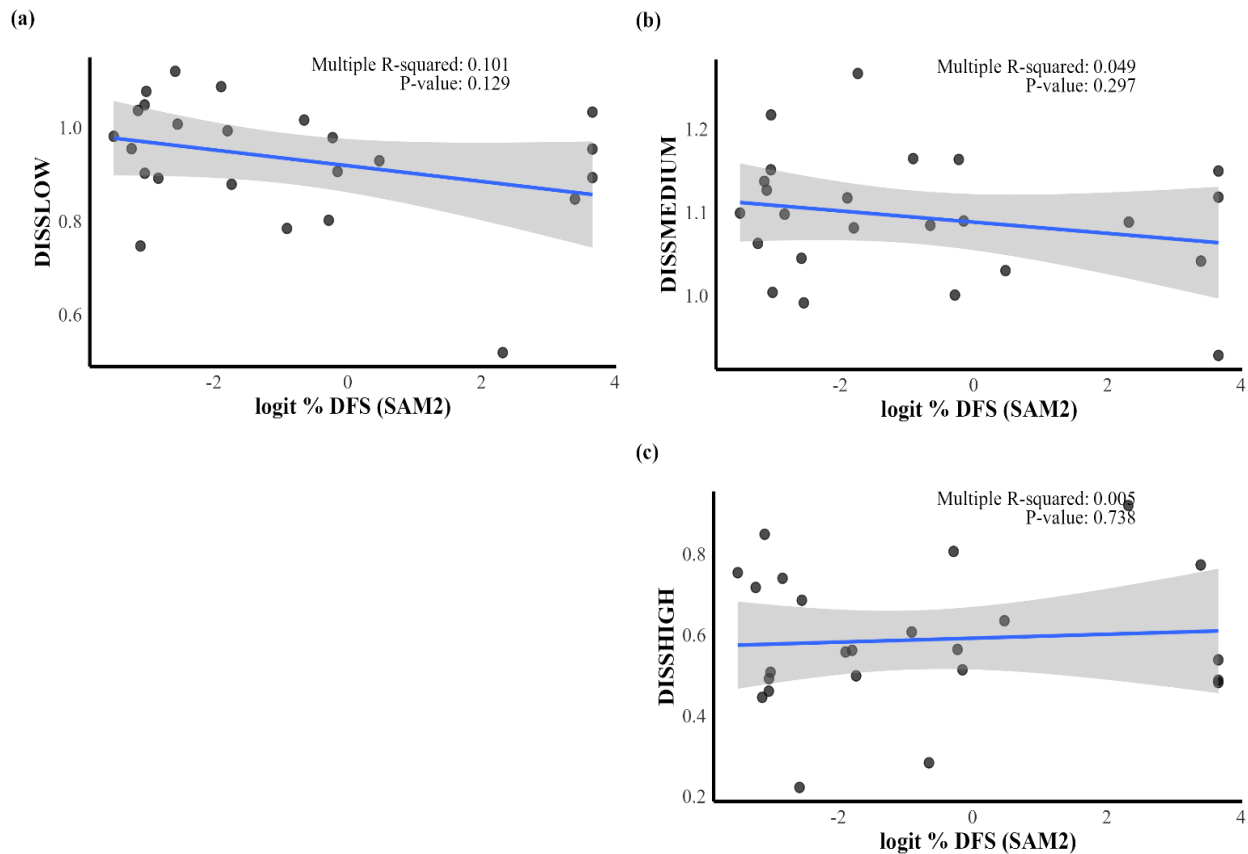 (a)
Multiple R-squared: 0.101
P-value: 0.129
1.0
0.8
0.6
DISSLOW
-2
0
2
4
logit % DFS (SAM2)
(b)
Multiple R-squared: 0.049
P-value: 0.297
1.2
1.1
1.0
DISSMEDIUM
-2
0
2
4
logit % DFS (SAM2)
(c)
Multiple R-squared: 0.005
P-value: 0.738
0.8
0.6
0.4
0.2
DISSHIGH
-2
0
2
4
logit % DFS (SAM2)